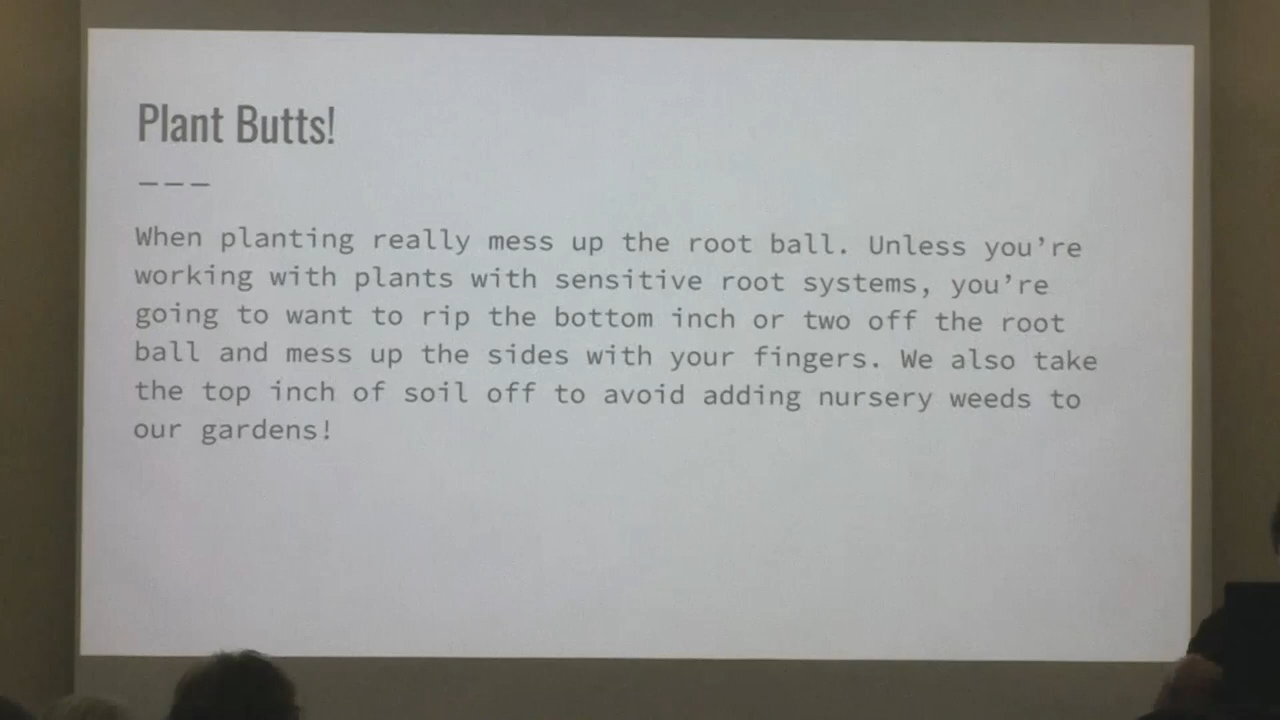 Plant Butts!
———
When planting really mess up the root ball. Unless you’re
working with plants with sensitive root systems, you’re
going to want to rip the bottom inch or two off the root
ball and mess up the sides with your fingers. We also take
the top inch of soil off to avoid adding nursery weeds to
our gardens!